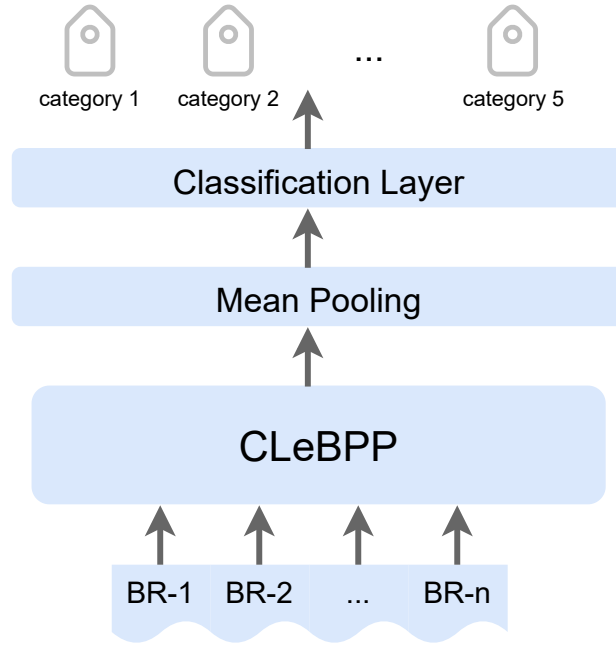 category 1 category 2 ... category 5
Classification Layer
Mean Pooling
CLeBPP
BR-1 BR-2 ... BR-n